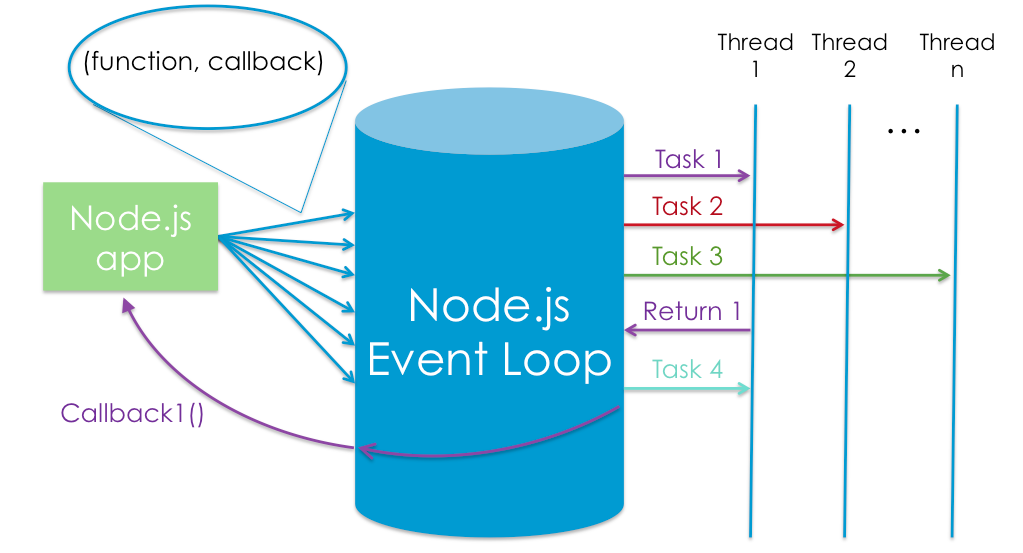 (function, callback)
Thread
1
Thread
2
Thread
n
...
Task 1
Node.js
app
Task 2
Task 3
Node.js
Event Loop
Return 1
Task 4
Callback1()